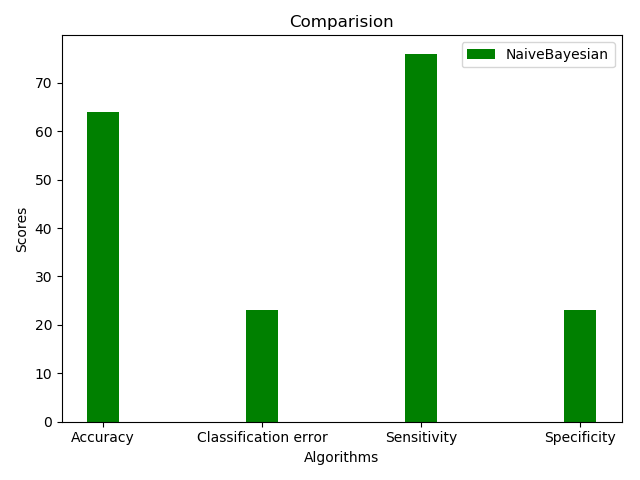 Comparision
NaiveBayesian
70
60
50
40
30
20
10
0
Scores
Accuracy
Classification error
Sensitivity
Specificity
Algorithms